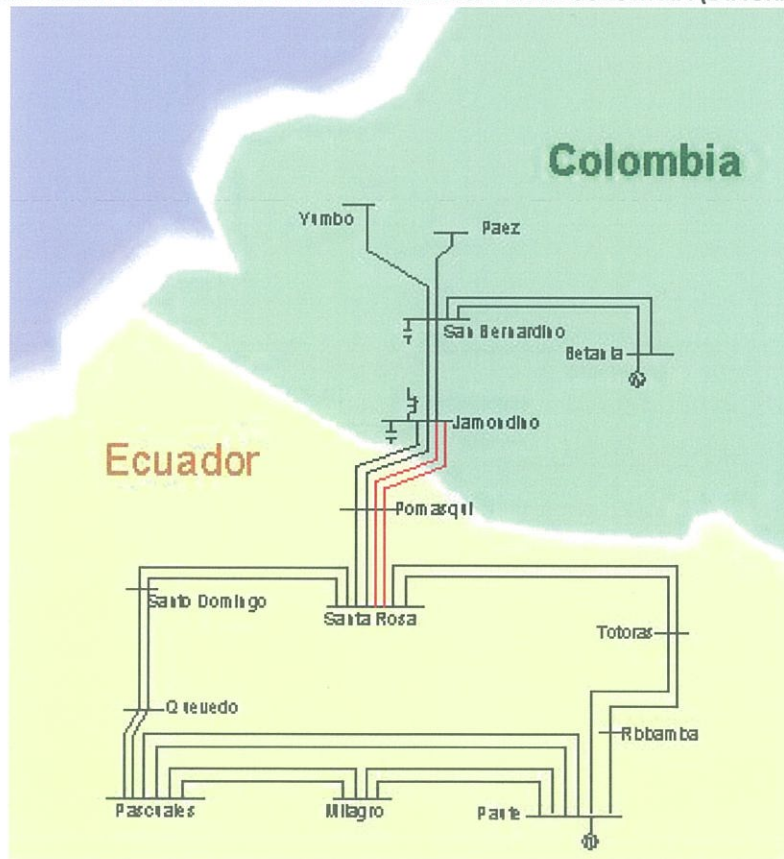 Colombia
Yumbo
Paez
San Bernardino
Betania
Jamondino
Ecuador
Pomasqui
Santo Domingo
Santa Rosa
Totoras
Quevedo
Riobamba
Pascuales
Milagro
Paute